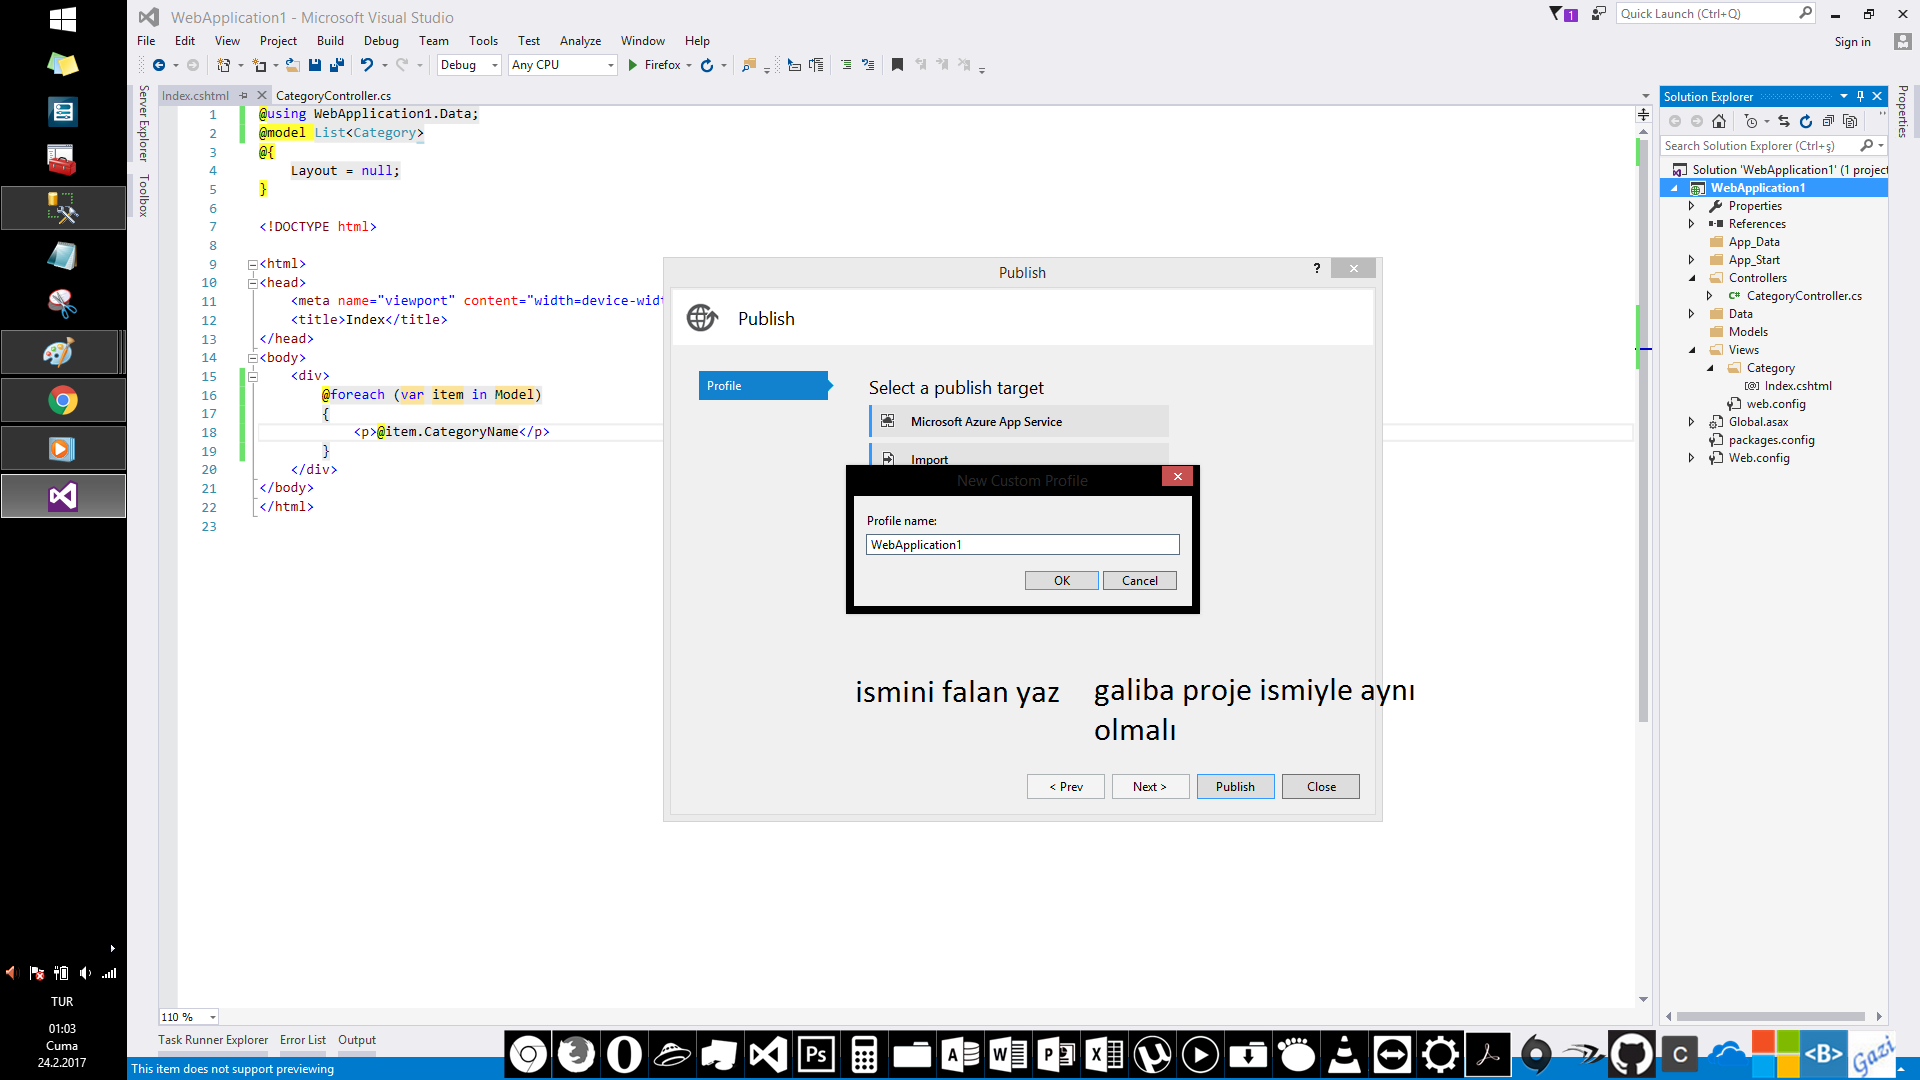 WebApplication1 - Microsoft Visual Studio
1
Quick Launch (Ctrl+Q)
File Edit View Project Build Debug Team Tools Test Analyze Window Help
Sign in
Debug
Any CPU
Firefox
Server Explorer
Toolbox
Index.cshtml
CategoryController.cs
1 @using WebApplication1.Data;
2 @model List<Category>
3 @{
4 Layout = null;
5 }
6
7 <!DOCTYPE html>
8
9 <html>
10 <head>
11 <meta name="viewport" content="width=device-widt
12 <title>Index</title>
13 </head>
14 <body>
15 <div>
16 @foreach (var item in Model)
17 {
18 <p>@item.CategoryName</p>
19 }
20 </div>
21 </body>
22 </html>
23
Publish
?
Publish
Profile
Select a publish target
Microsoft Azure App Service
Import
New Custom Profile
Profile name:
WebApplication1
OK
Cancel
ismini falan yaz
galiba proje ismiyle aynı
olmalı
< Prev
Next >
Publish
Close
Solution Explorer
Properties
Search Solution Explorer (Ctrl+ş)
Solution 'WebApplication1' (1 project
WebApplication1
Properties
References
App_Data
App_Start
Controllers
C# CategoryController.cs
Data
Models
Views
Category
Index.cshtml
web.config
Global.asax
packages.config
Web.config
110 %
Task Runner Explorer Error List Output
This item does not support previewing
TUR
01:03
Cuma
24.2.2017
Ps
A
W
P
X
C
<B>
Gazi